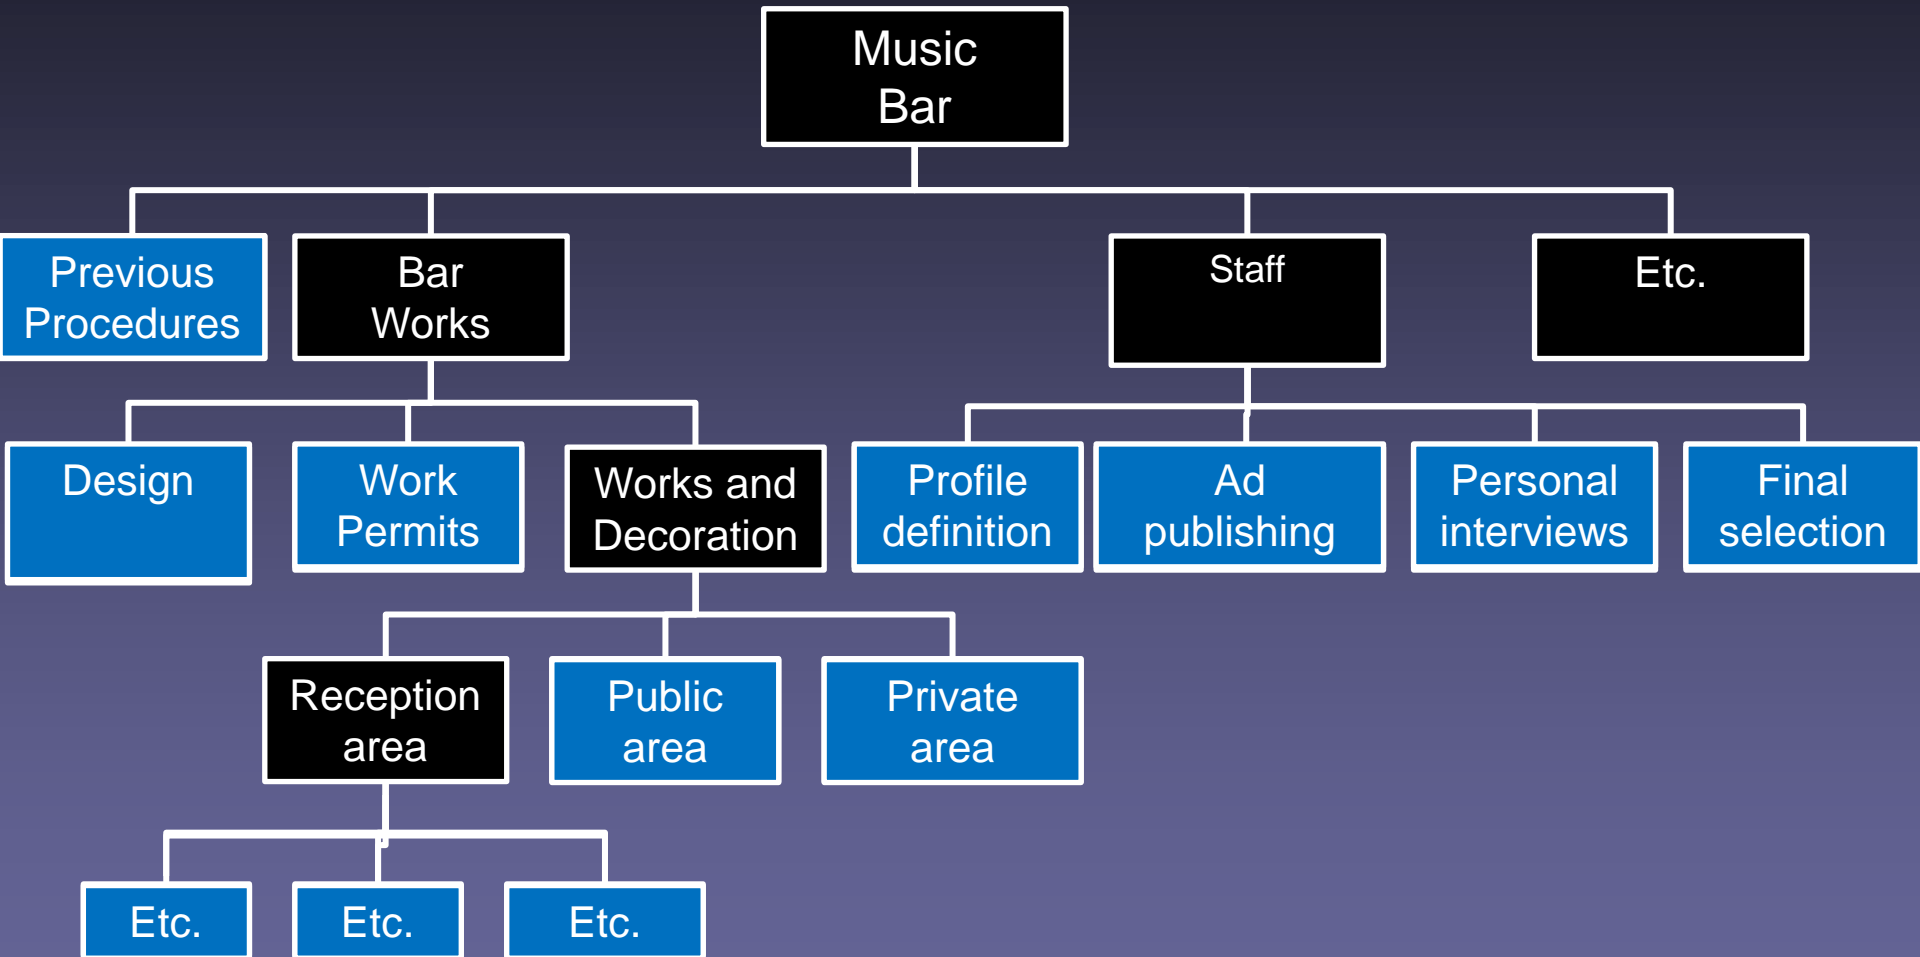 Music
Bar
Previous
Procedures
Bar
Works
Staff
Etc.
Design
Work
Permits
Works and
Decoration
Profile
definition
Ad
publishing
Personal
interviews
Final
selection
Reception
area
Public
area
Private
area
Etc.
Etc.
Etc.